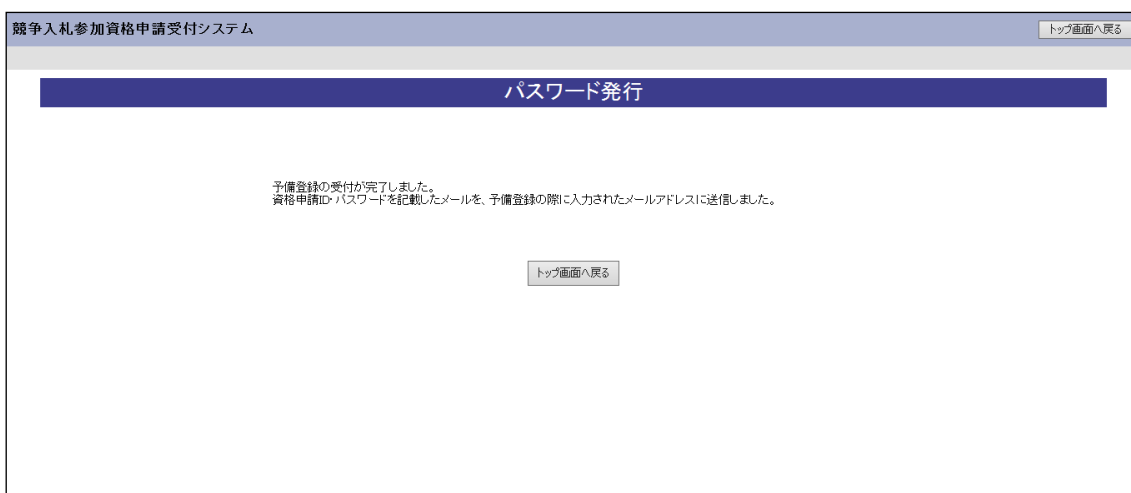 競争入札参加資格申請受付システム
トップ画面へ戻る
パスワード発行
予備登録の受付が完了しました。
資格申請ID・パスワードを記載したメールを、予備登録の際に入力されたメールアドレスに送信しました。
トップ画面へ戻る